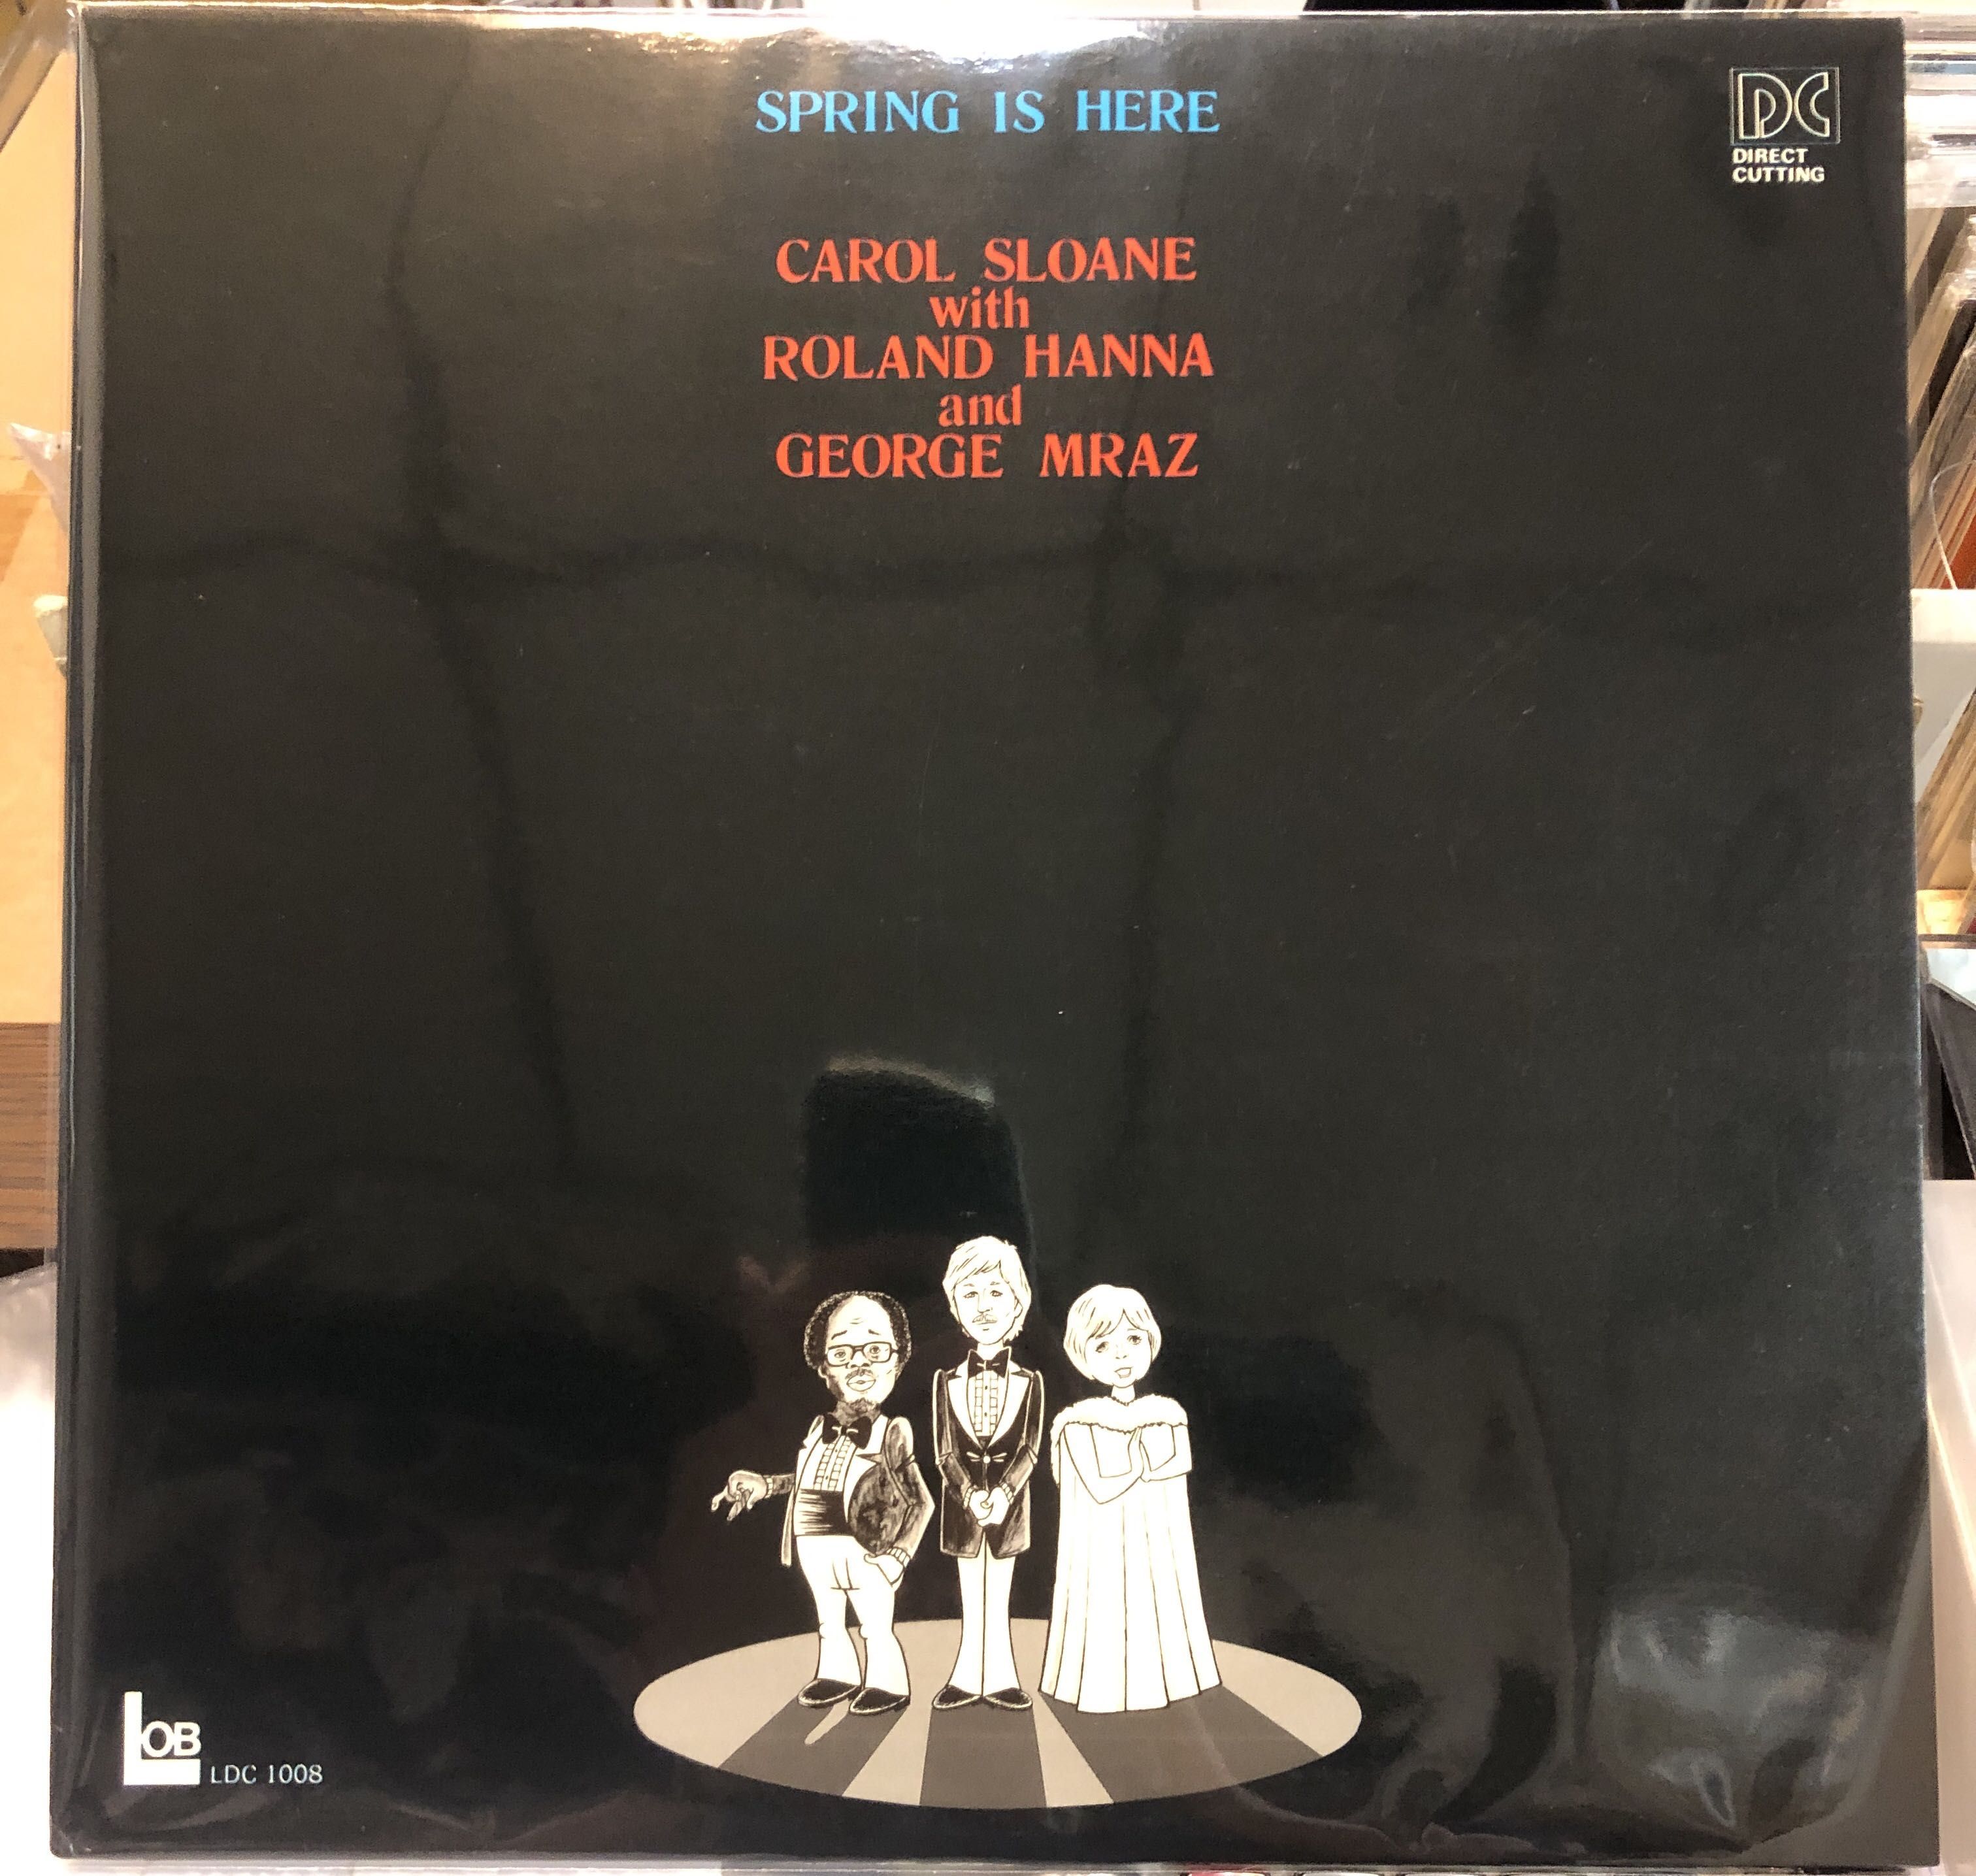 SPRING IS HERE
DC
DIRECT
CUTTING
CAROL SLOANE
with
ROLAND HANNA
and
GEORGE MRAZ
LOB
LDC 1008